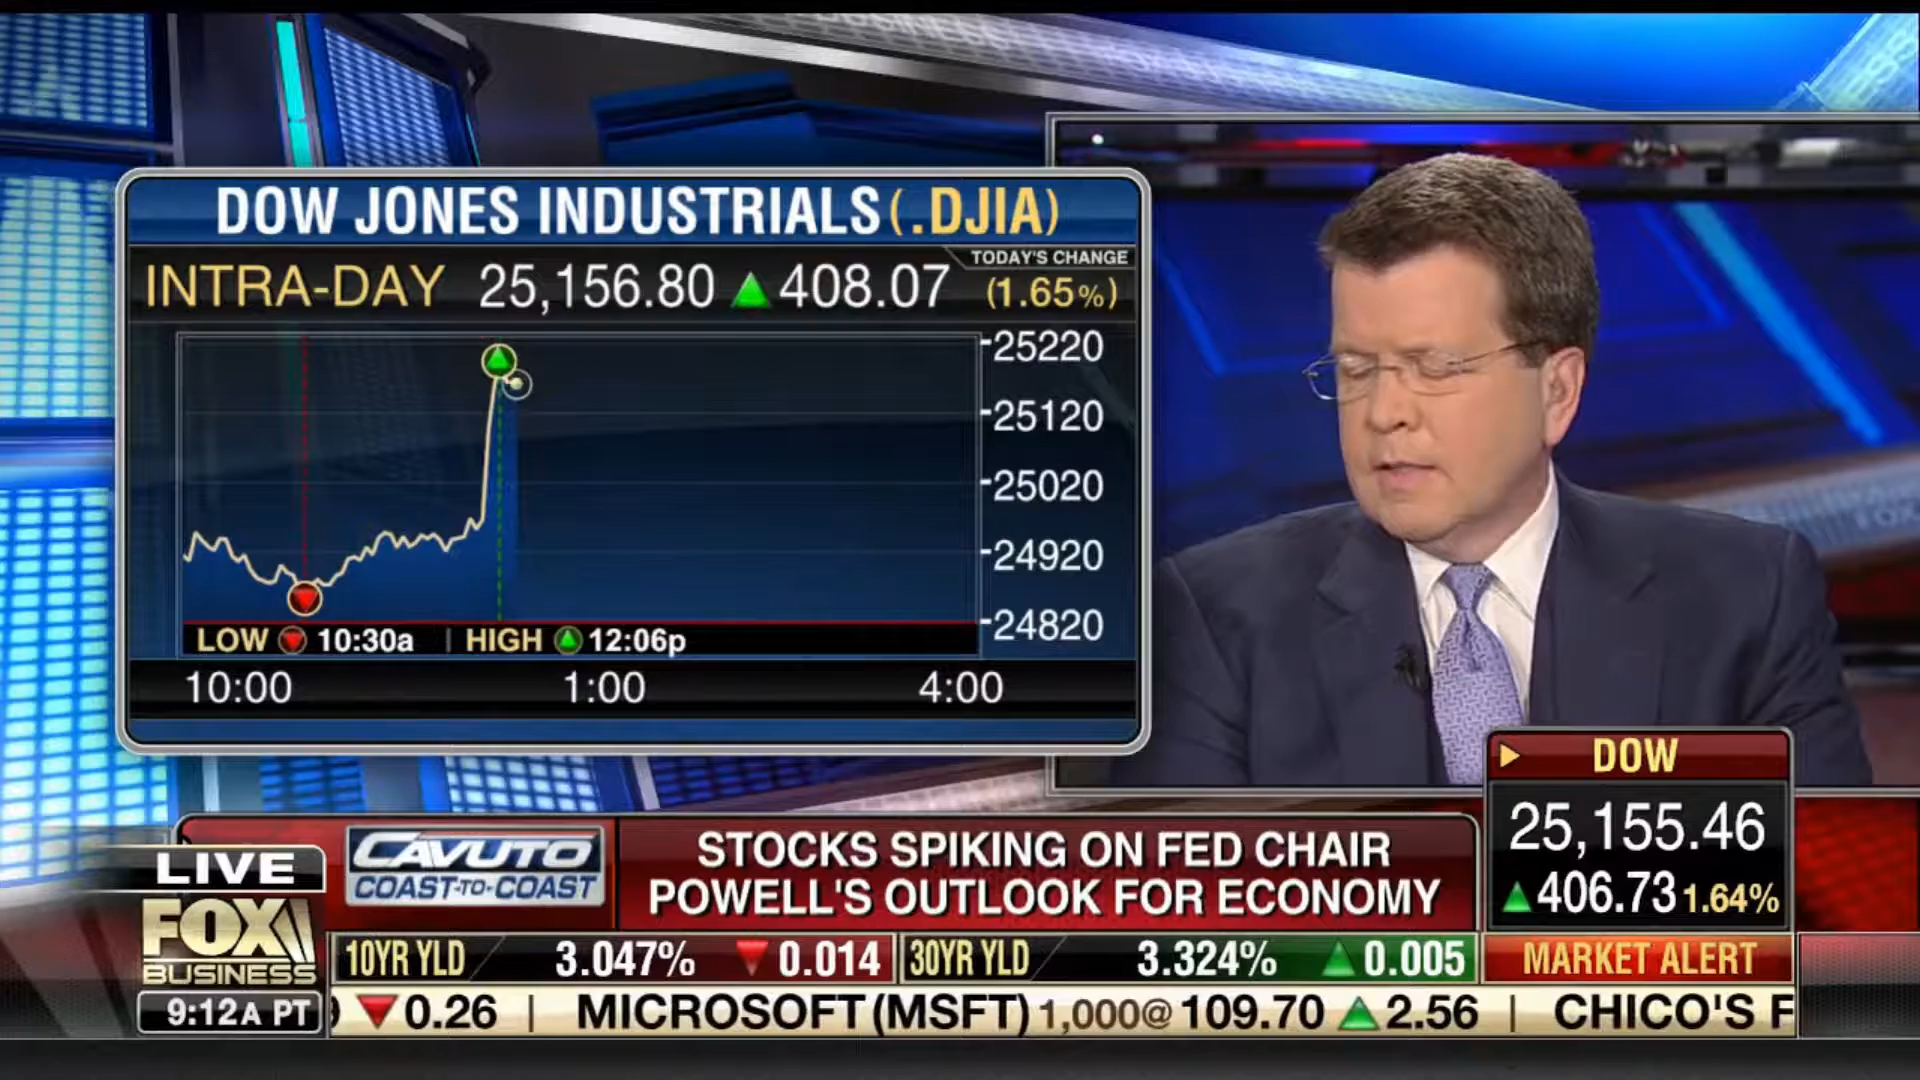 DOW JONES INDUSTRIALS (.DJIA)
TODAY'S CHANGE
INTRA-DAY 25,156.80 ▲ 408.07 (1.65%)
25220
25120
25020
24920
24820
LOW ▼ 10:30a | HIGH ▲ 12:06p
10:00 1:00 4:00
DOW
25,155.46
▲ 406.73 1.64%
MARKET ALERT
CAVUTO
COAST-TO-COAST
STOCKS SPIKING ON FED CHAIR
POWELL'S OUTLOOK FOR ECONOMY
LIVE
FOX
BUSINESS
9:12A PT
10YR YLD 3.047% ▼ 0.014 30YR YLD 3.324% ▲ 0.005
▼ 0.26 | MICROSOFT (MSFT) 1,000@ 109.70 ▲ 2.56 | CHICO'S F